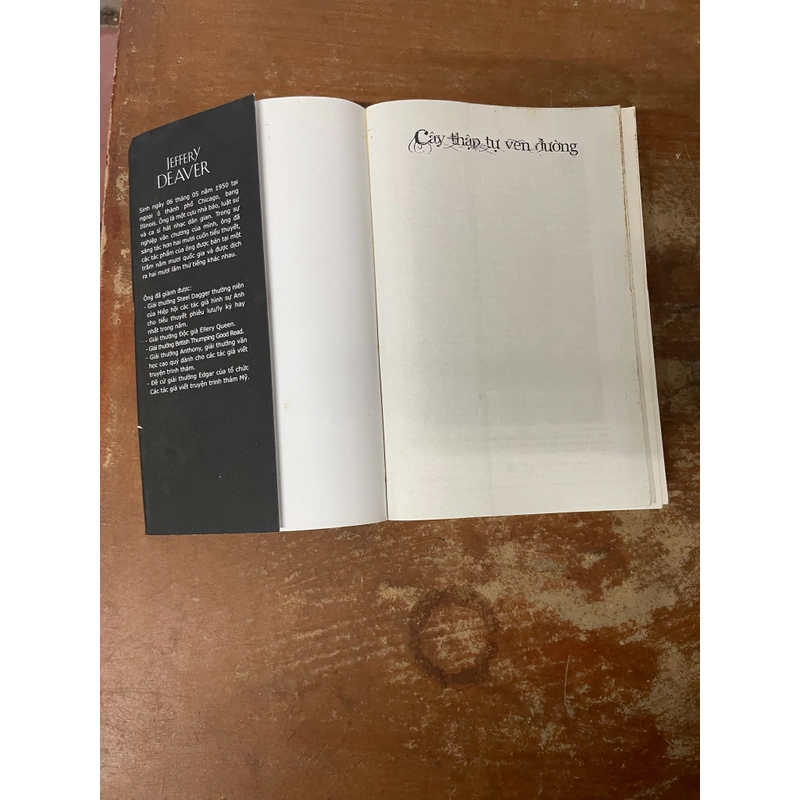 JEFFERY
DEAVER
Sinh ngày 06 tháng 05 năm 1950 tại
ngoại ô thành phố Chicago, bang
Illinois. Ông là một cựu nhà báo, luật sư
và ca sĩ hát nhạc dân gian. Trong sự
nghiệp văn chương của mình, ông đã
sáng tác hơn hai mươi cuốn tiểu thuyết,
các tác phẩm của ông được bán tại một
trăm năm mươi quốc gia và được dịch
ra hai mươi lăm thứ tiếng khác nhau.
Ông đã giành được:
- Giải thưởng Steel Dagger thường niên
của Hiệp hội các tác giả hình sự Anh
cho tiểu thuyết phiêu lưu/ly kỳ hay
nhất trong năm.
- Giải thưởng Độc giả Ellery Queen.
- Giải thưởng British Thumping Good Read.
- Giải thưởng Anthony, giải thưởng văn
học cao quý dành cho các tác giả viết
truyện trinh thám.
- Đề cử giải thưởng Edgar của tổ chức
Các tác giả viết truyện trinh thám Mỹ.
Cây thập tự ven đường